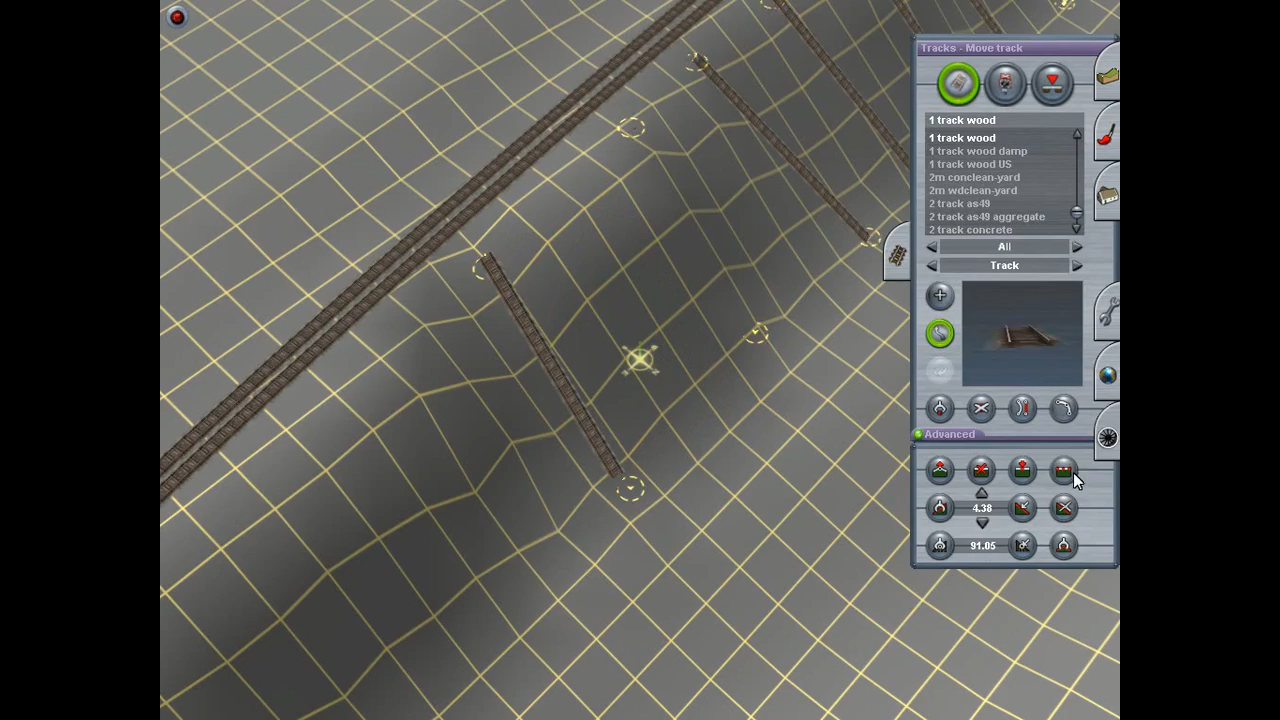 Tracks - Move track
1 track wood
1 track wood
1 track wood damp
1 track wood US
2m conclean-yard
2m wdclean-yard
2 track as49
2 track as49 aggregate
2 track concrete
All
Track
Advanced
4.38
91.05